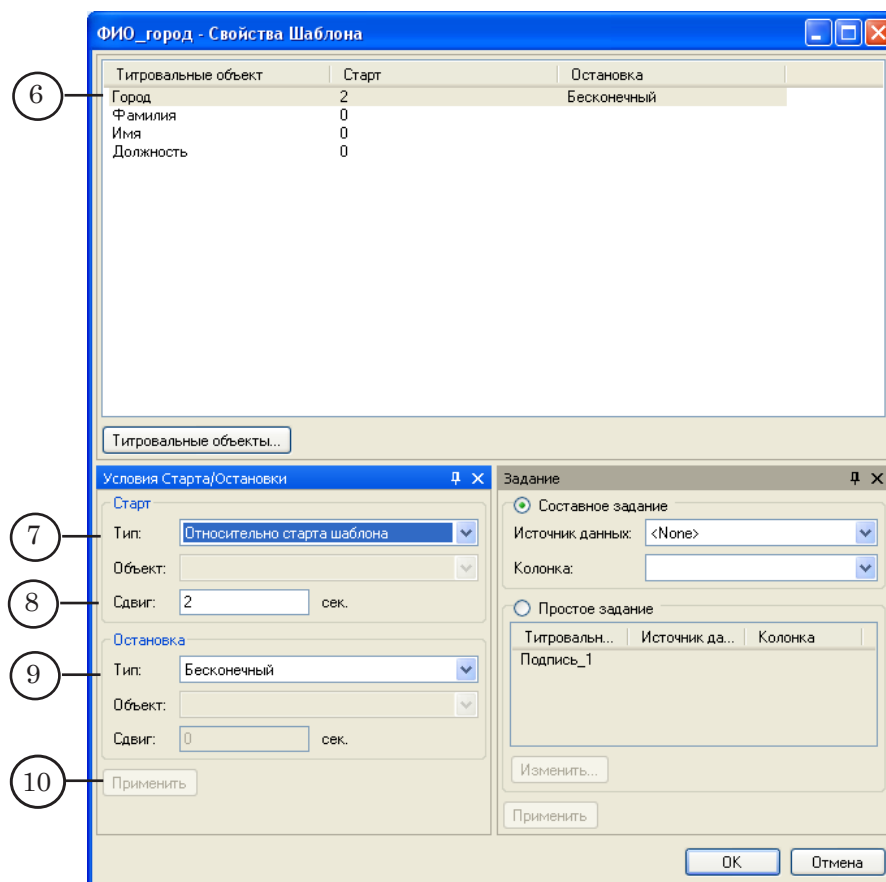 ФИО_город - Свойства Шаблона
Титровальные объект Старт Остановка
6 Город 2 Бесконечный
Фамилия 0
Имя 0
Должность 0
Титровальные объекты...
Условия Старта/Остановки
Старт
7 Тип: Относительно старта шаблона
Объект:
8 Сдвиг: 2 сек.
Остановка
9 Тип: Бесконечный
Объект:
Сдвиг: 0 сек.
10 Применить
Задание
Составное задание
Источник данных: <None>
Колонка:
Простое задание
Титровальн... Источник да... Колонка
Подпись_1
Изменить...
Применить
OK Отмена